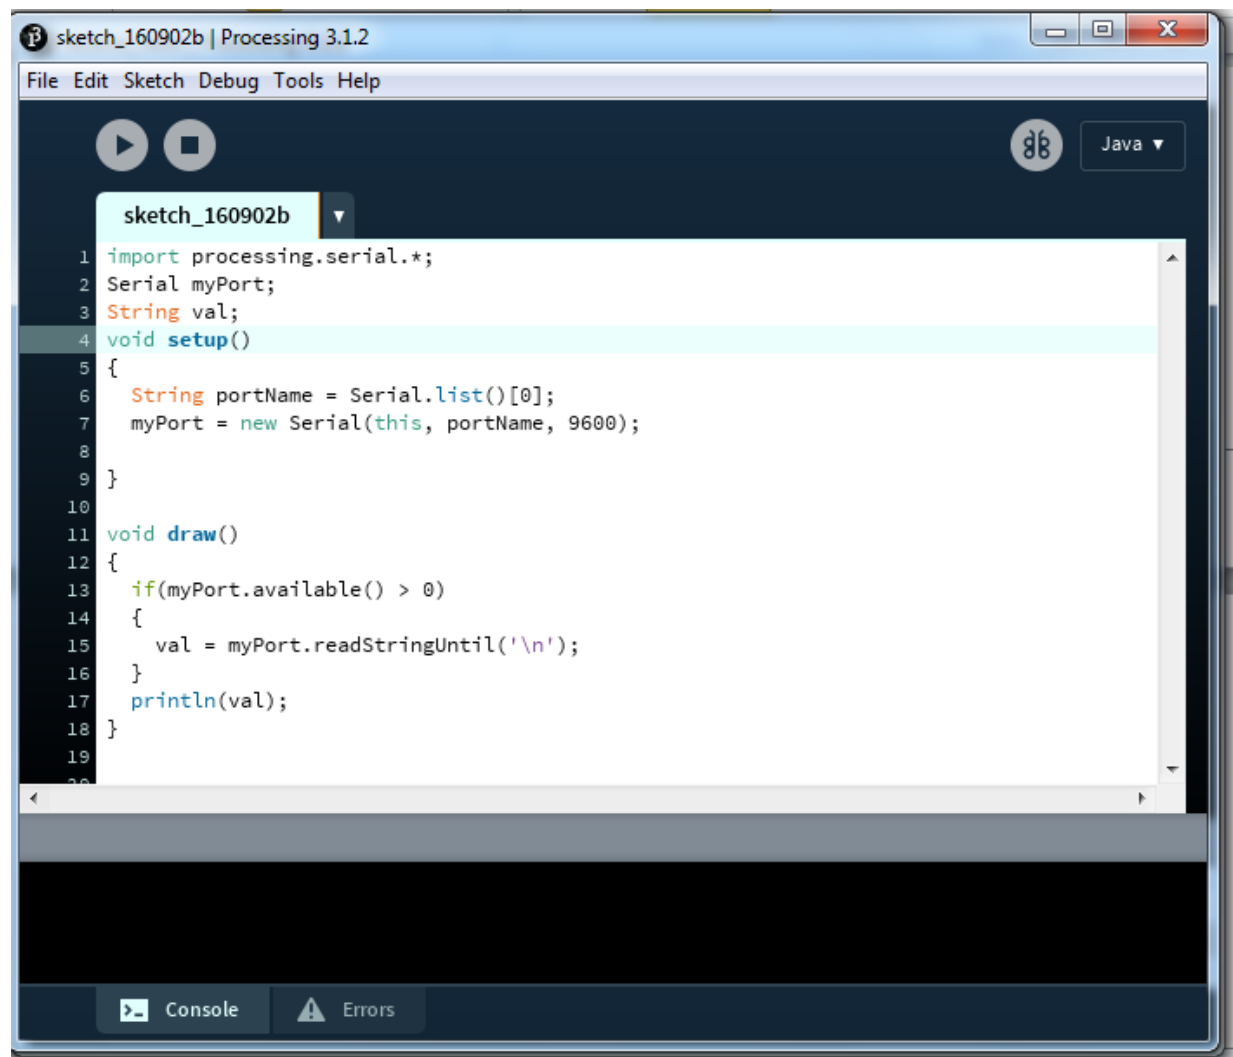 sketch_160902b | Processing 3.1.2
File Edit Sketch Debug Tools Help
Java ▼
sketch_160902b ▼
1 import processing.serial.*;
2 Serial myPort;
3 String val;
4 void setup()
5 {
6 String portName = Serial.list()[0];
7 myPort = new Serial(this, portName, 9600);
8
9 }
10
11 void draw()
12 {
13 if(myPort.available() > 0)
14 {
15 val = myPort.readStringUntil('\n');
16 }
17 println(val);
18 }
19
Console Errors